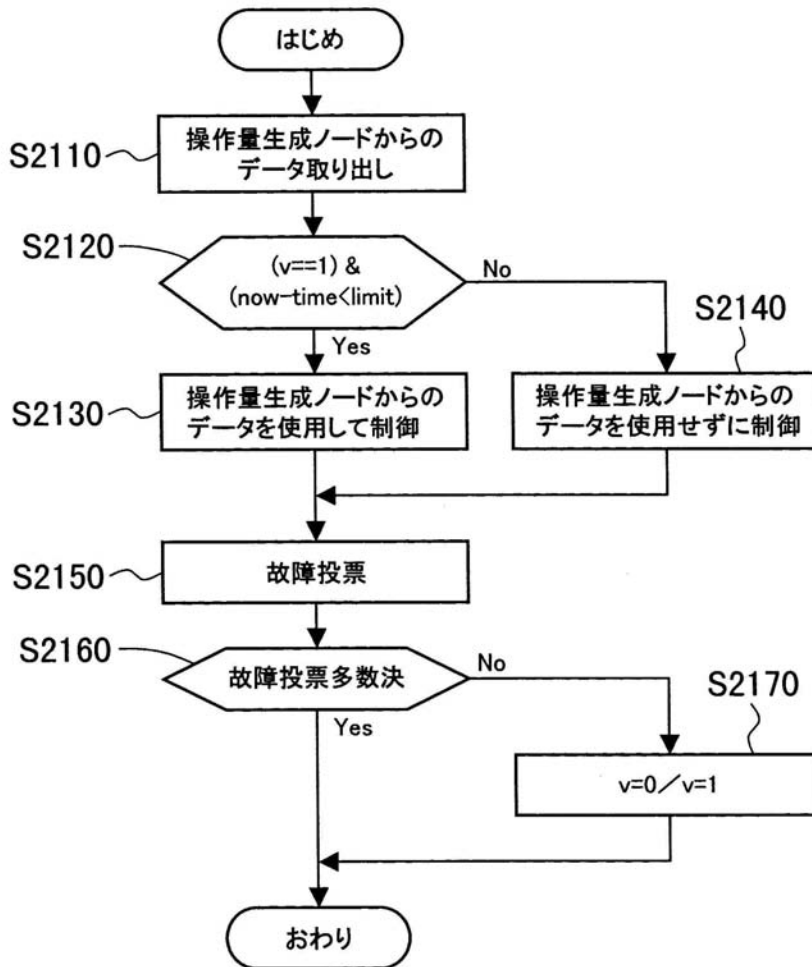 はじめ
S2110
操作量生成ノードからの
データ取り出し
S2120
(v==1) &
(now-time<limit)
No
Yes
S2140
S2130
操作量生成ノードからの
データを使用して制御
操作量生成ノードからの
データを使用せずに制御
S2150
故障投票
S2160
故障投票多数決
No
Yes
S2170
v=0／v=1
おわり